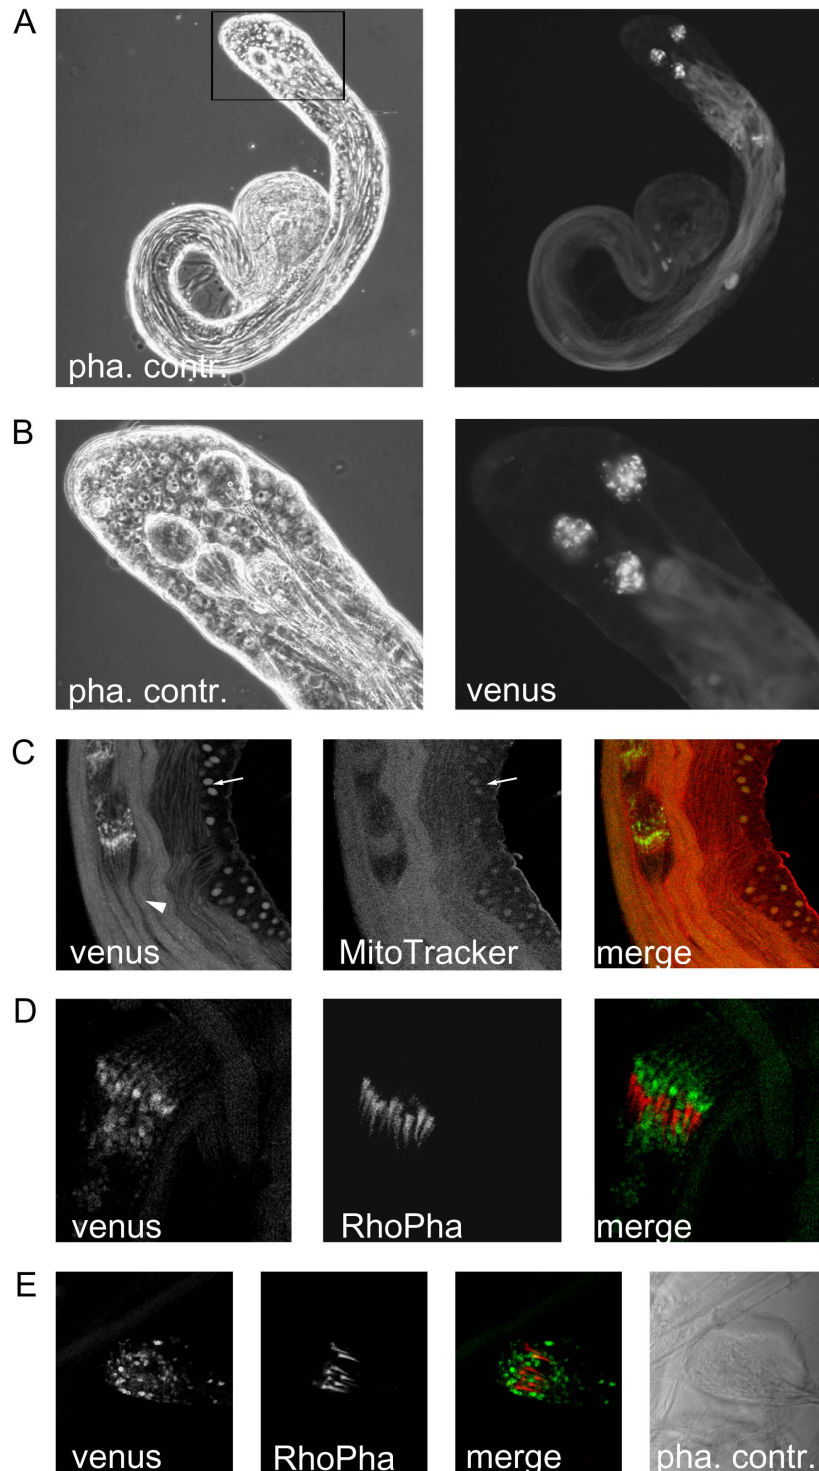 A
pha. contr.
B
pha. contr.
venus
C
venus
MitoTracker
merge
D
venus
RhoPha
merge
E
venus
RhoPha
merge
pha. contr.